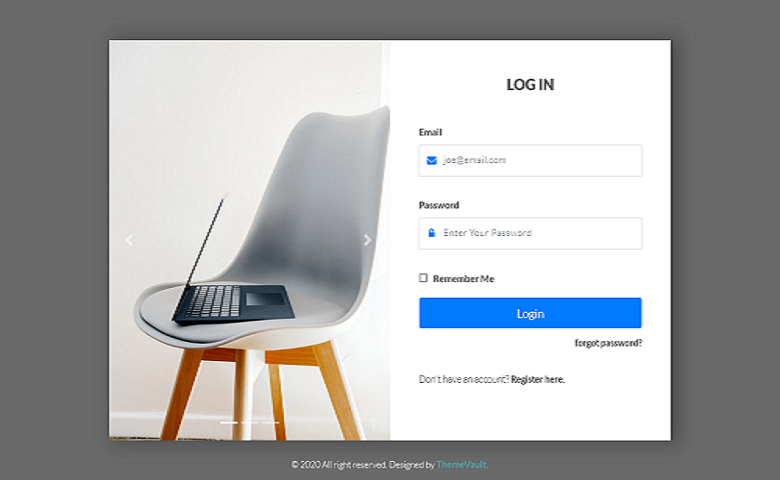 LOG IN
Email
joe@email.com
Password
Enter Your Password
Remember Me
Login
forgot password?
Don't have an account? Register here.
© 2020 All right reserved. Designed by ThemeVault.